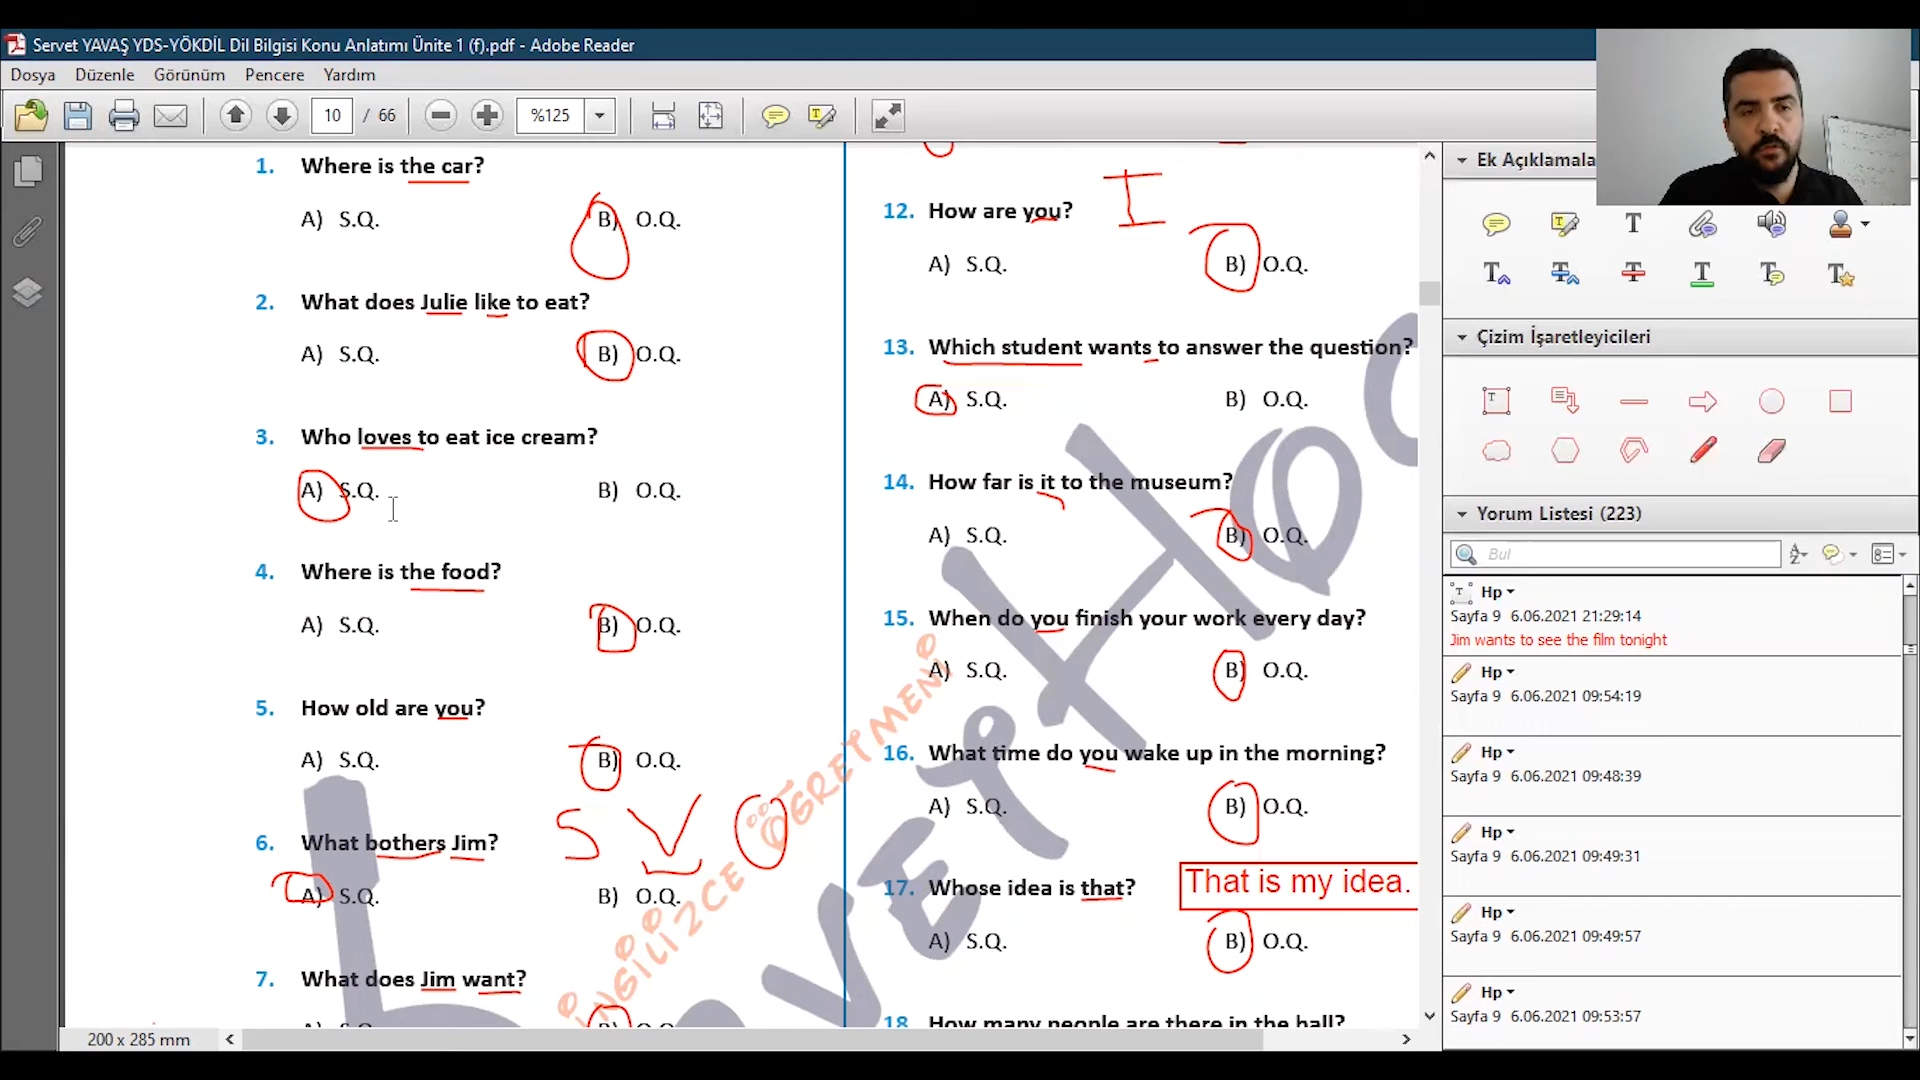 Servet YAVAŞ YDS-YÖKDİL Dil Bilgisi Konu Anlatımı Ünite 1 (f).pdf - Adobe Reader
Dosya Düzenle Görünüm Pencere Yardım
10 / 66 %125
1. Where is the car?
A) S.Q. B) O.Q.
2. What does Julie like to eat?
A) S.Q. B) O.Q.
3. Who loves to eat ice cream?
A) S.Q. B) O.Q.
4. Where is the food?
A) S.Q. B) O.Q.
5. How old are you?
A) S.Q. B) O.Q.
S V O
6. What bothers Jim?
A) S.Q. B) O.Q.
7. What does Jim want?
A) S.Q. B) O.Q.
12. How are you? I
A) S.Q. B) O.Q.
13. Which student wants to answer the question?
A) S.Q. B) O.Q.
14. How far is it to the museum?
A) S.Q. B) O.Q.
15. When do you finish your work every day?
A) S.Q. B) O.Q.
16. What time do you wake up in the morning?
A) S.Q. B) O.Q.
17. Whose idea is that? That is my idea.
A) S.Q. B) O.Q.
18. How many people are there in the hall?
İNGİLİZCE ÖĞRETMENİ
Ek Açıklamala
Çizim İşaretleyicileri
Yorum Listesi (223)
Bul
Hp
Sayfa 9 6.06.2021 21:29:14
Jim wants to see the film tonight
Hp
Sayfa 9 6.06.2021 09:54:19
Hp
Sayfa 9 6.06.2021 09:48:39
Hp
Sayfa 9 6.06.2021 09:49:31
Hp
Sayfa 9 6.06.2021 09:49:57
Hp
Sayfa 9 6.06.2021 09:53:57
200 x 285 mm